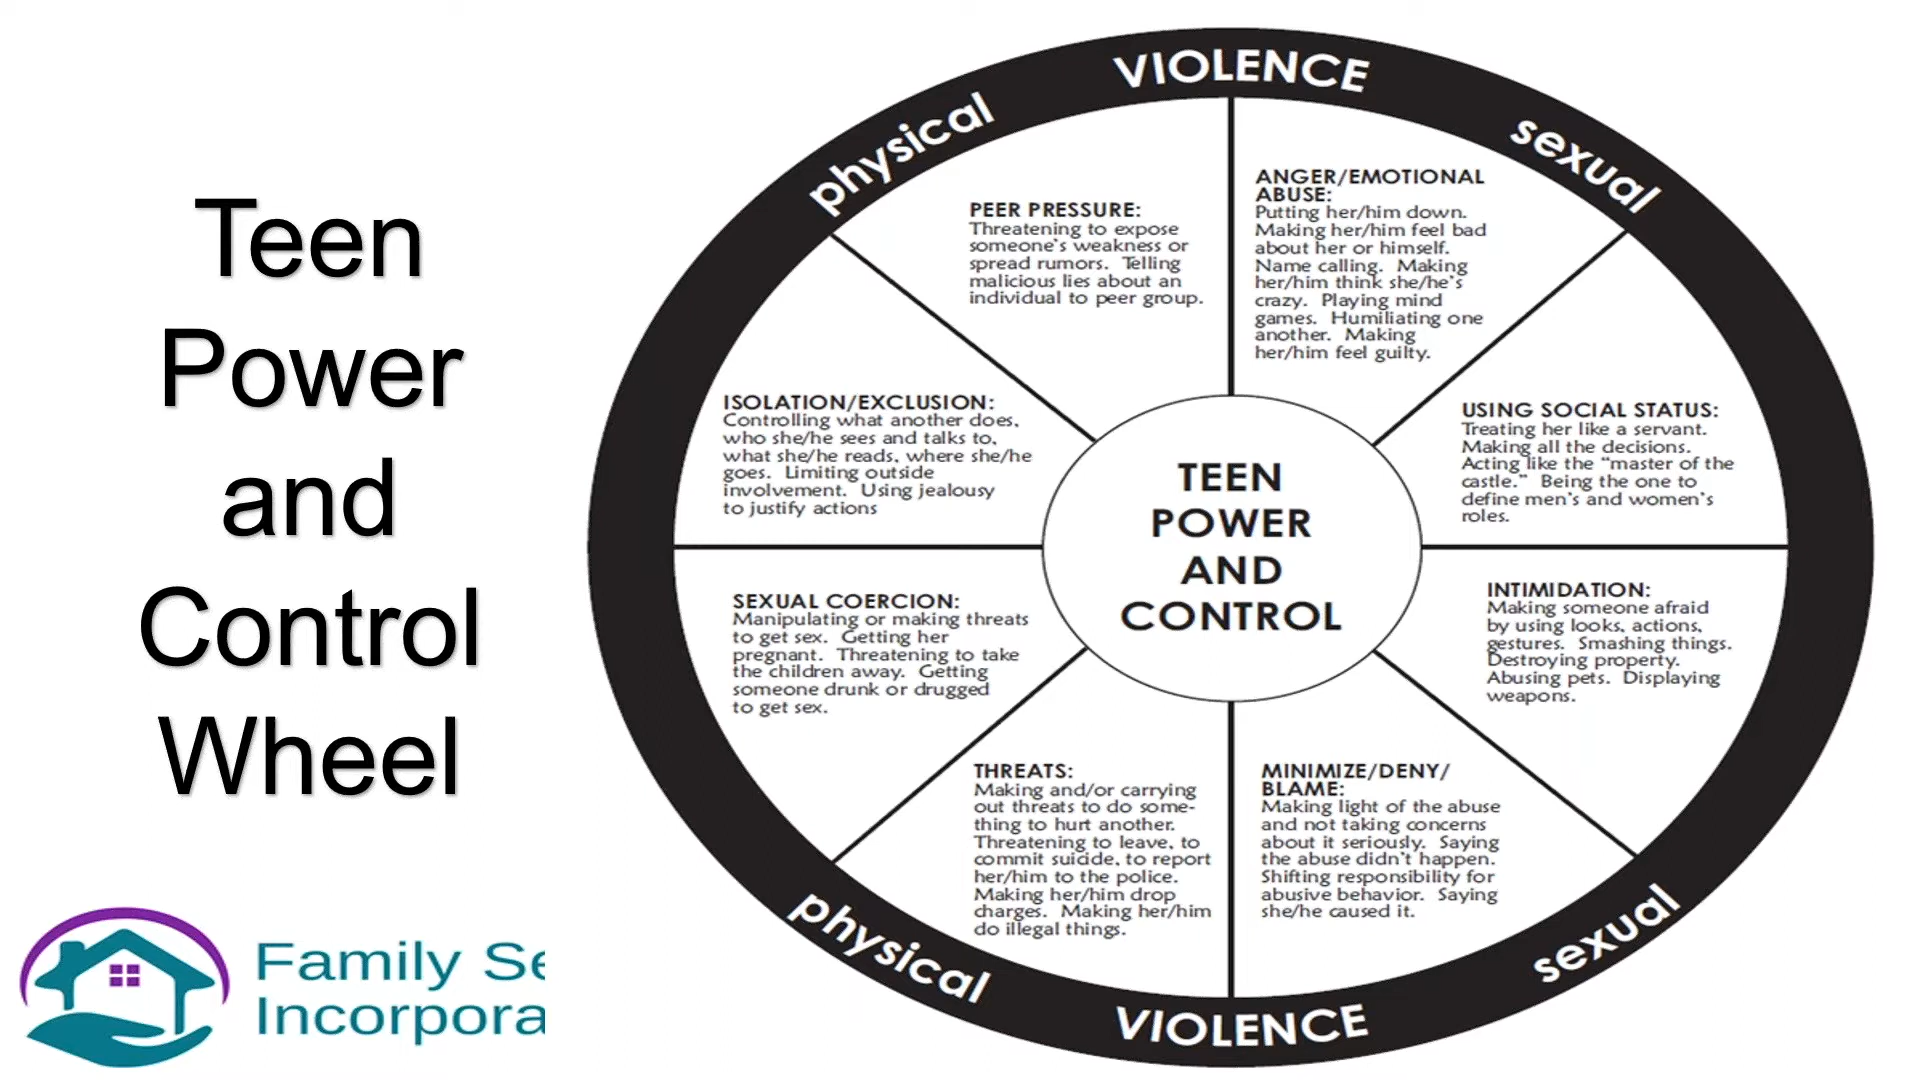 Teen
Power
and
Control
Wheel
Family Se
Incorpora
VIOLENCE
physical
sexual
PEER PRESSURE:
Threatening to expose
someone's weakness or
spread rumors.  Telling
malicious lies about an
individual to peer group.
ANGER/EMOTIONAL
ABUSE:
Putting her/him down.
Making her/him feel bad
about her or himself.
Name calling.  Making
her/him think she/he's
crazy.  Playing mind
games.  Humiliating one
another.  Making
her/him feel guilty.
ISOLATION/EXCLUSION:
Controlling what another does,
who she/he sees and talks to,
what she/he reads, where she/he
goes.  Limiting outside
involvement.  Using jealousy
to justify actions
USING SOCIAL STATUS:
Treating her like a servant.
Making all the decisions.
Acting like the “master of the
castle.”  Being the one to
define men's and women's
roles.
TEEN
POWER
AND
CONTROL
SEXUAL COERCION:
Manipulating or making threats
to get sex.  Getting her
pregnant.  Threatening to take
the children away.  Getting
someone drunk or drugged
to get sex.
INTIMIDATION:
Making someone afraid
by using looks, actions,
gestures.  Smashing things.
Destroying property.
Abusing pets.  Displaying
weapons.
THREATS:
Making and/or carrying
out threats to do some-
thing to hurt another.
Threatening to leave, to
commit suicide, to report
her/him to the police.
Making her/him drop
charges.  Making her/him
do illegal things.
MINIMIZE/DENY/
BLAME:
Making light of the abuse
and not taking concerns
about it seriously.  Saying
the abuse didn't happen.
Shifting responsibility for
abusive behavior.  Saying
she/he caused it.
physical
sexual
VIOLENCE